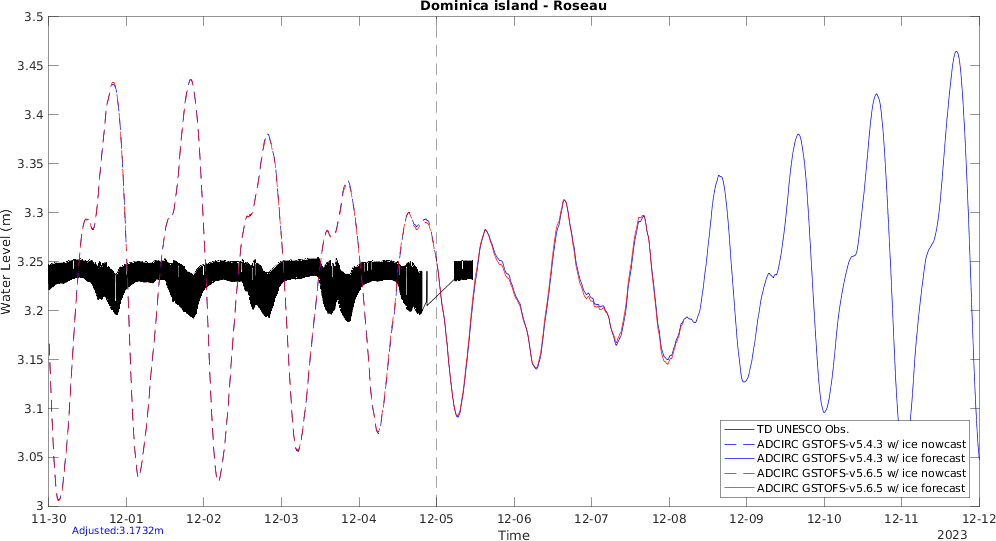 Dominica island - Roseau
3.5
3.45
3.4
3.35
3.3
3.25
3.2
3.15
3.1
3.05
3
Water Level (m)
TD UNESCO Obs.
ADCIRC GSTOFS-v5.4.3 w/ ice nowcast
ADCIRC GSTOFS-v5.4.3 w/ ice forecast
ADCIRC GSTOFS-v5.6.5 w/ ice nowcast
ADCIRC GSTOFS-v5.6.5 w/ ice forecast
11-30 12-01 12-02 12-03 12-04 12-05 12-06 12-07 12-08 12-09 12-10 12-11 12-12
Adjusted:3.1732m
Time
2023